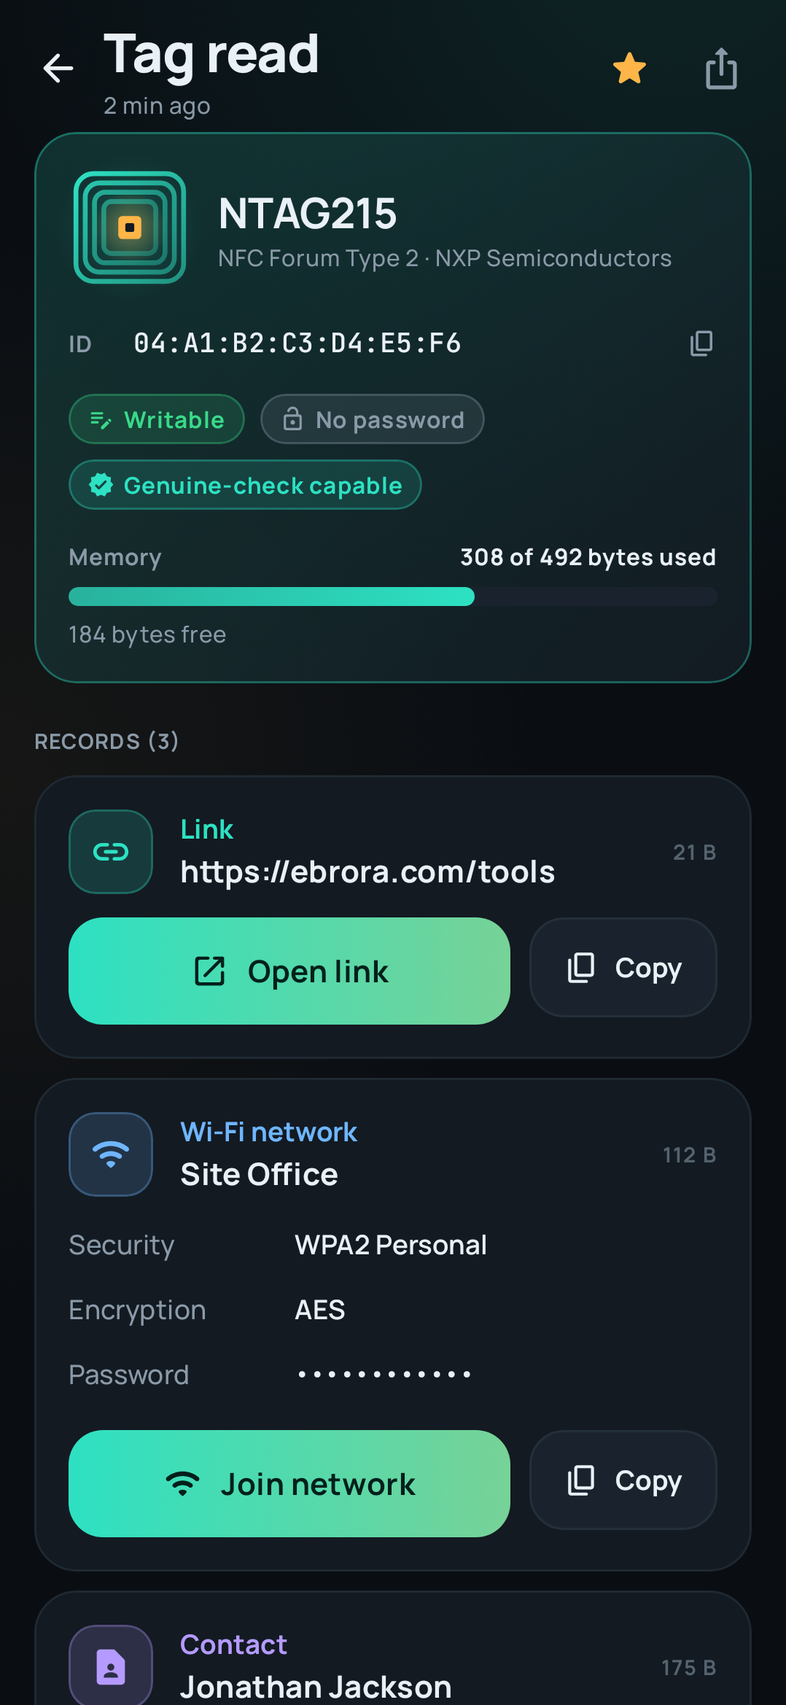 Tag read
2 min ago
NTAG215
NFC Forum Type 2 · NXP Semiconductors
ID 04:A1:B2:C3:D4:E5:F6
Writable No password
Genuine-check capable
Memory 308 of 492 bytes used
184 bytes free
RECORDS (3)
Link
https://ebrora.com/tools
21 B
Open link Copy
Wi-Fi network
Site Office
112 B
Security WPA2 Personal
Encryption AES
Password ••••••••••••
Join network Copy
Contact
Jonathan Jackson
175 B